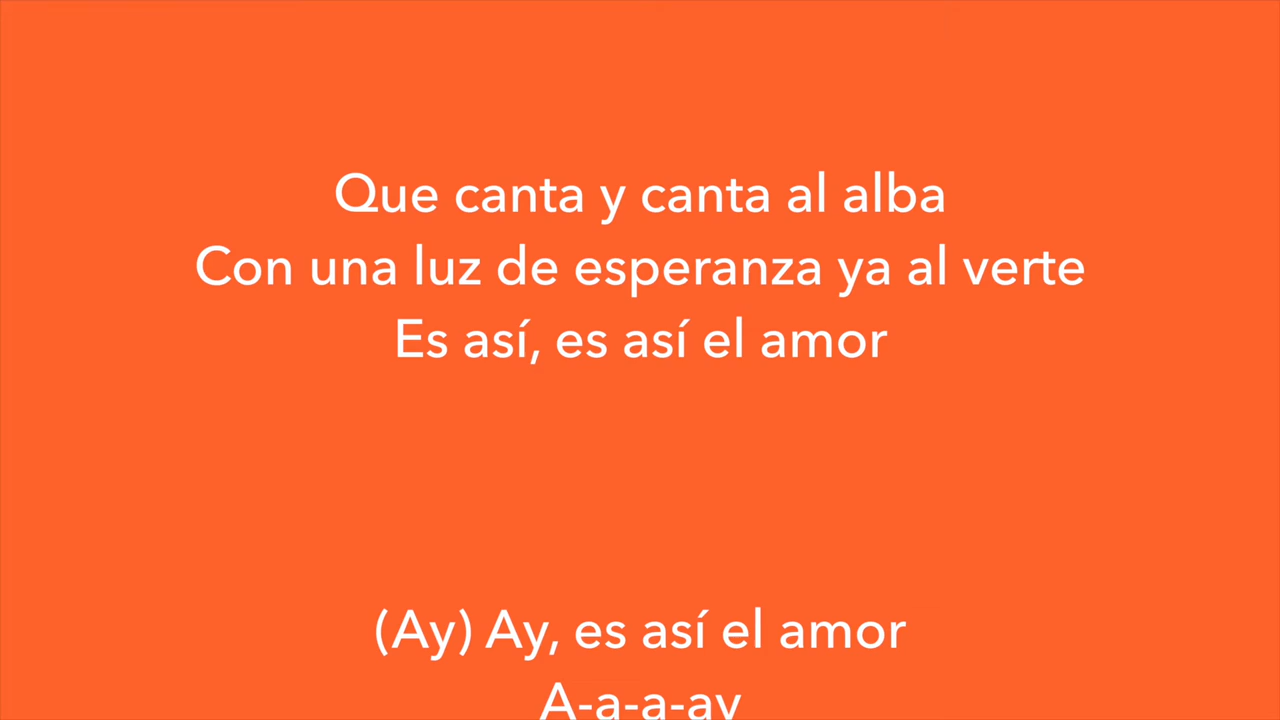 Que canta y canta al alba
Con una luz de esperanza ya al verte
Es así, es así el amor
(Ay) Ay, es así el amor
A-a-a-ay